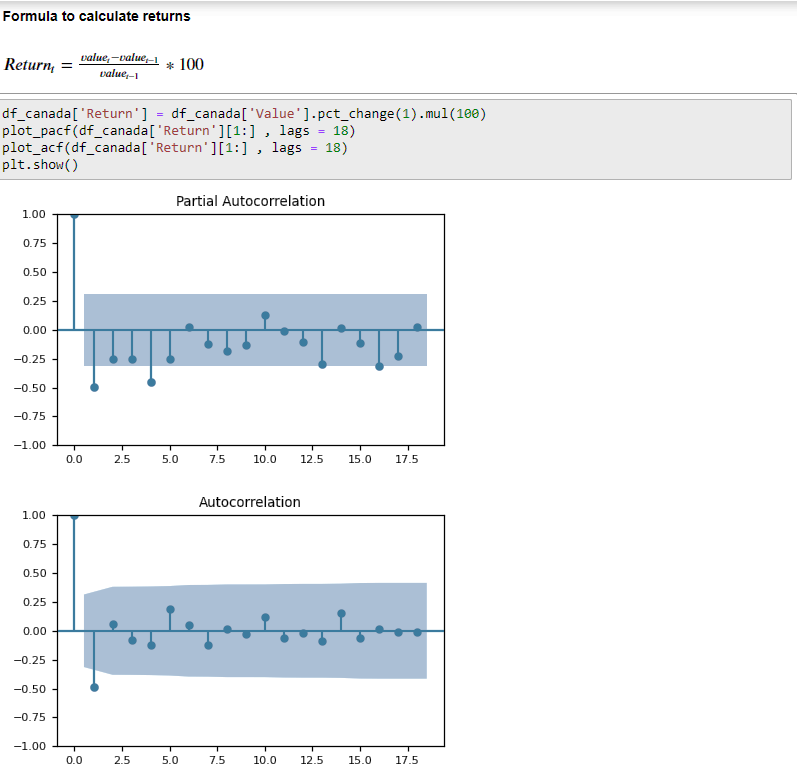 Formula to calculate returns
Returnₜ = (valueₜ−valueₜ₋₁)/(valueₜ₋₁) ∗ 100
df_canada['Return'] = df_canada['Value'].pct_change(1).mul(100)
plot_pacf(df_canada['Return'][1:] , lags = 18)
plot_acf(df_canada['Return'][1:] , lags = 18)
plt.show()
Partial Autocorrelation
1.00
0.75
0.50
0.25
0.00
−0.25
−0.50
−0.75
−1.00
0.0 2.5 5.0 7.5 10.0 12.5 15.0 17.5
Autocorrelation
1.00
0.75
0.50
0.25
0.00
−0.25
−0.50
−0.75
−1.00
0.0 2.5 5.0 7.5 10.0 12.5 15.0 17.5